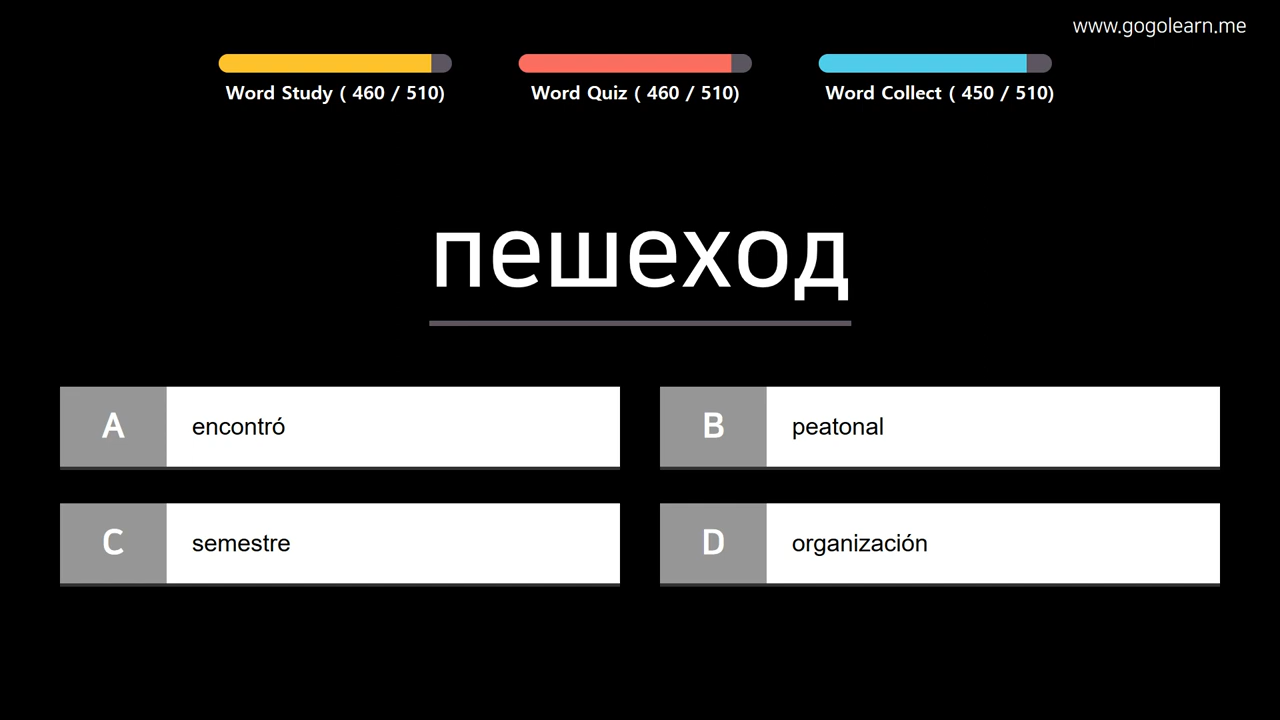 www.gogolearn.me
Word Study ( 460 / 510)
Word Quiz ( 460 / 510)
Word Collect ( 450 / 510)
пешеход
A encontró
B peatonal
C semestre
D organización